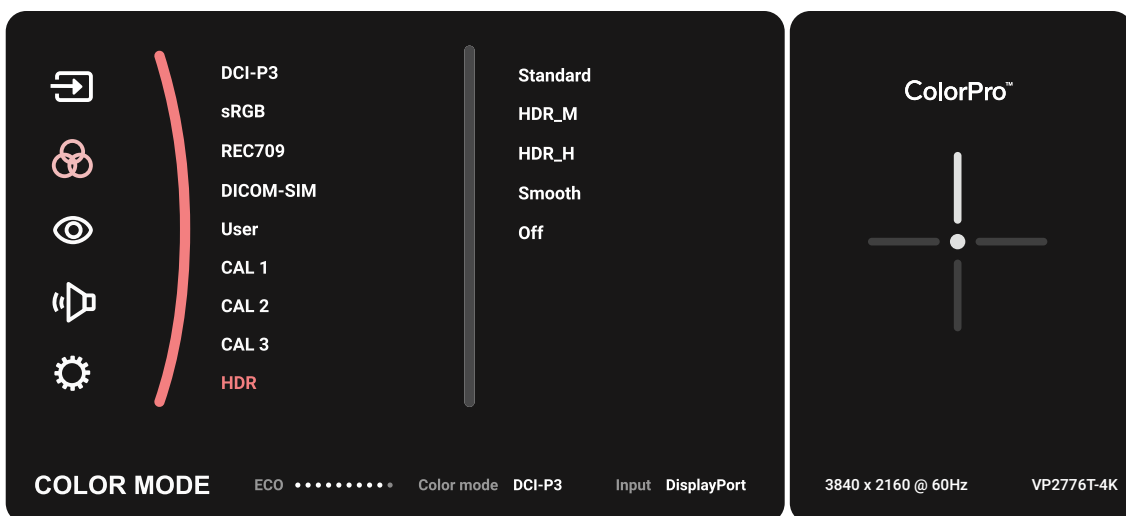 DCI-P3
sRGB
REC709
DICOM-SIM
User
CAL 1
CAL 2
CAL 3
HDR
Standard
HDR_M
HDR_H
Smooth
Off
COLOR MODE
ECO
Color mode DCI-P3
Input DisplayPort
ColorPro™
3840 x 2160 @ 60Hz
VP2776T-4K